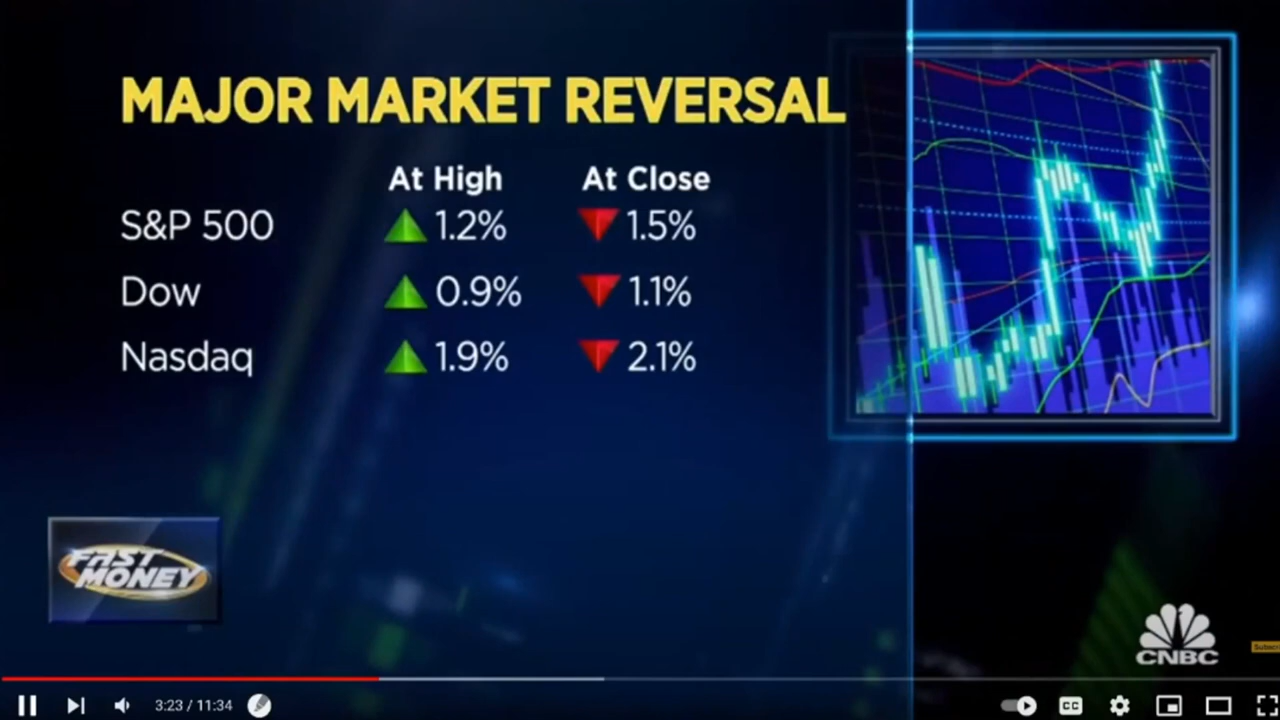 MAJOR MARKET REVERSAL
At High At Close
S&P 500 1.2% 1.5%
Dow 0.9% 1.1%
Nasdaq 1.9% 2.1%
FAST
MONEY
CNBC
3:23 / 11:34
CC